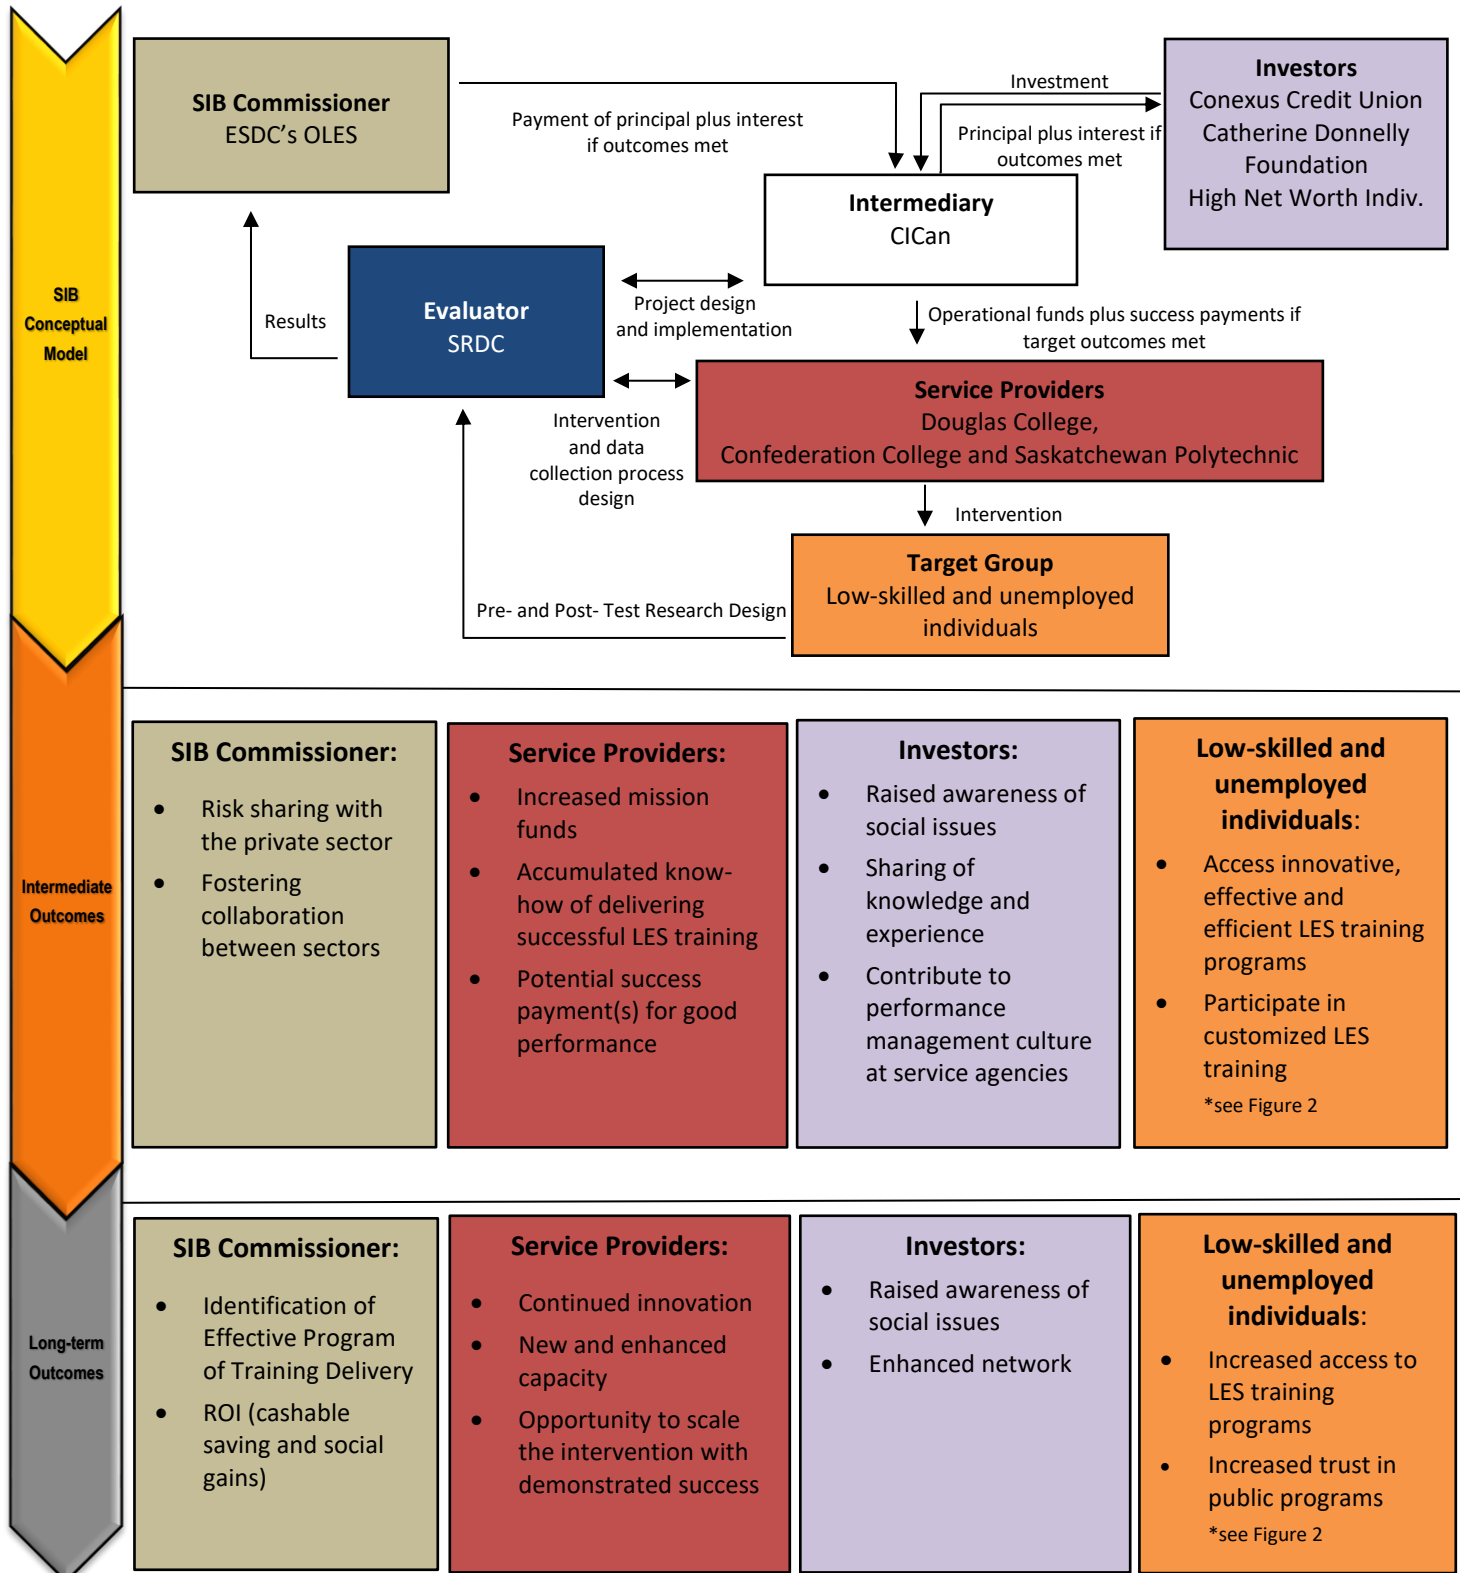 SIB Commissioner
ESDC's OLES
Payment of principal plus interest
if outcomes met
Investment
Principal plus interest if
outcomes met
Investors
Conexus Credit Union
Catherine Donnelly
Foundation
High Net Worth Indiv.
Intermediary
CICan
SIB
Conceptual
Model
Results
Evaluator
SRDC
Project design
and implementation
Operational funds plus success payments if
target outcomes met
Service Providers
Douglas College,
Confederation College and Saskatchewan Polytechnic
Intervention
and data
collection process
design
Intervention
Target Group
Low-skilled and unemployed
individuals
Pre- and Post- Test Research Design
Intermediate
Outcomes
SIB Commissioner:
• Risk sharing with
the private sector
• Fostering
collaboration
between sectors
Service Providers:
• Increased mission
funds
• Accumulated know-
how of delivering
successful LES training
• Potential success
payment(s) for good
performance
Investors:
• Raised awareness of
social issues
• Sharing of
knowledge and
experience
• Contribute to
performance
management culture
at service agencies
Low-skilled and
unemployed
individuals:
• Access innovative,
effective and
efficient LES training
programs
• Participate in
customized LES
training
*see Figure 2
Long-term
Outcomes
SIB Commissioner:
• Identification of
Effective Program
of Training Delivery
• ROI (cashable
saving and social
gains)
Service Providers:
• Continued innovation
• New and enhanced
capacity
• Opportunity to scale
the intervention with
demonstrated success
Investors:
• Raised awareness of
social issues
• Enhanced network
Low-skilled and
unemployed
individuals:
• Increased access to
LES training
programs
• Increased trust in
public programs
*see Figure 2